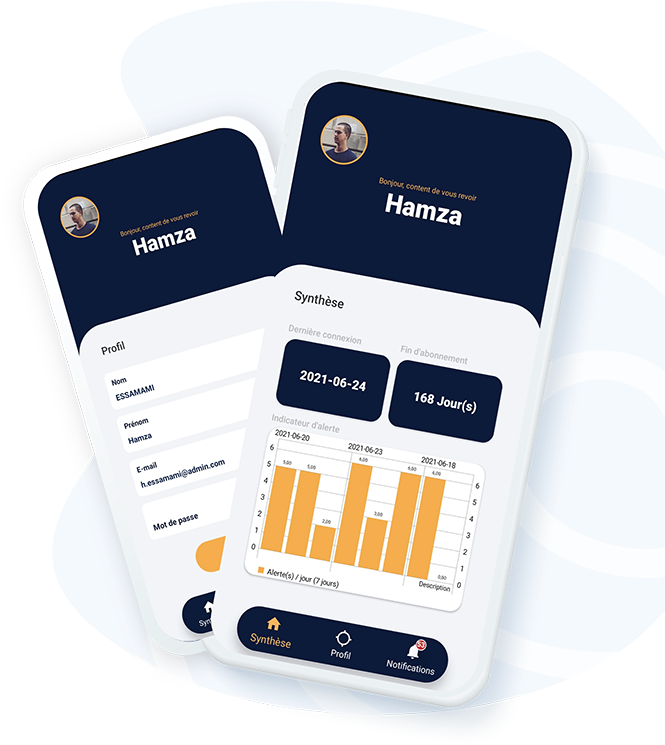 Bonjour, content de vous revoir
Hamza
Profil
Nom
ESSAMAMI
Prénom
Hamza
E-mail
h.essamami@admin.com
Mot de passe
Bonjour, content de vous revoir
Hamza
Synthèse
Dernière connexion
Fin d'abonnement
2021-06-24
168 Jour(s)
Indicateur d'alerte
2021-06-20
2021-06-23
2021-06-18
6
5
4
3
2
1
0
5,00
5,00
2,00
6,00
3,00
6,00
6,00
0,00
6
5
4
3
2
1
0
Description
Alerte(s) / jour (7 jours)
Synthèse
Profil
53
Notifications